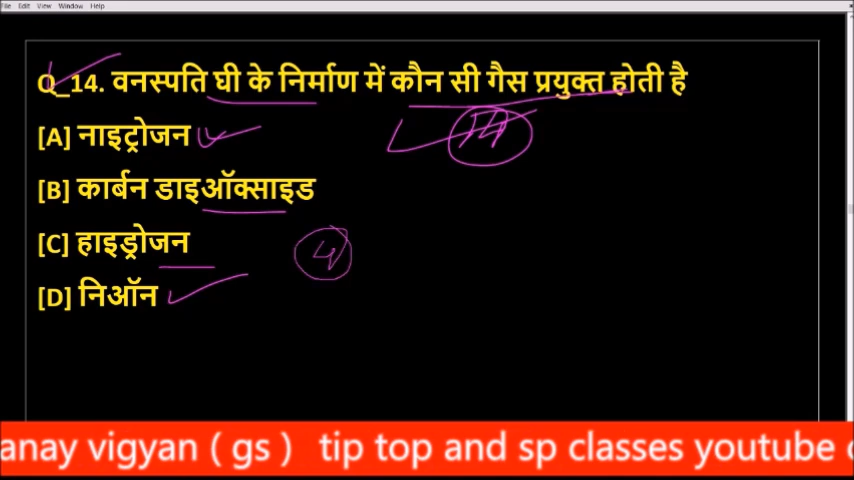 File Edit View Window Help
Q_14. वनस्पति घी के निर्माण में कौन सी गैस प्रयुक्त होती है
[A] नाइट्रोजन
[B] कार्बन डाइऑक्साइड
[C] हाइड्रोजन
[D] निऑन
anay vigyan ( gs ) tip top and sp classes youtube c